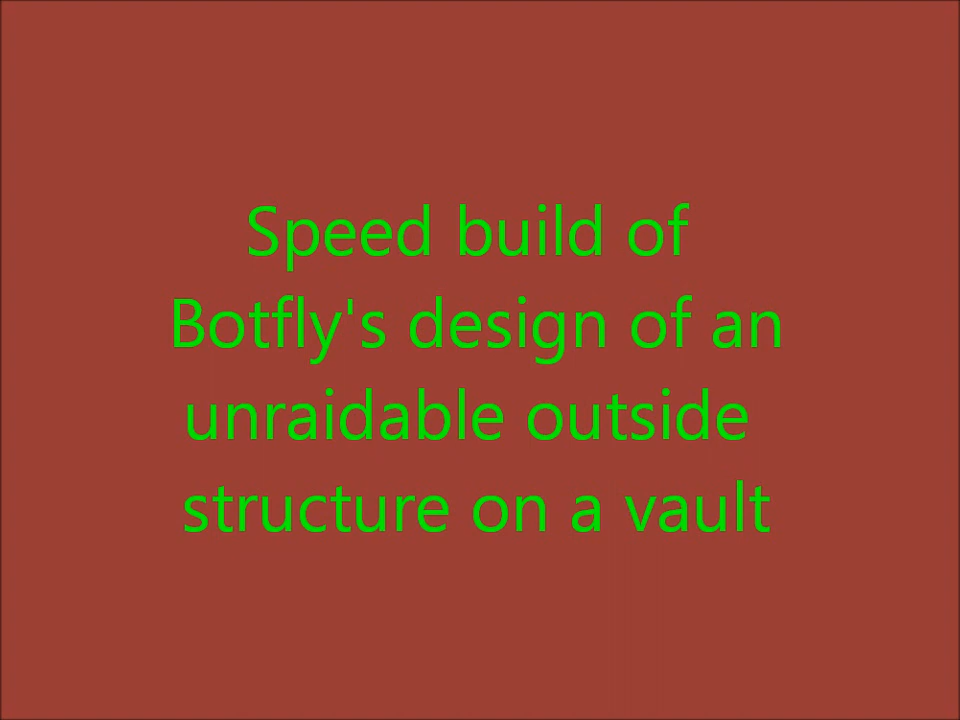 Speed build of
Botfly's design of an
unraidable outside
structure on a vault